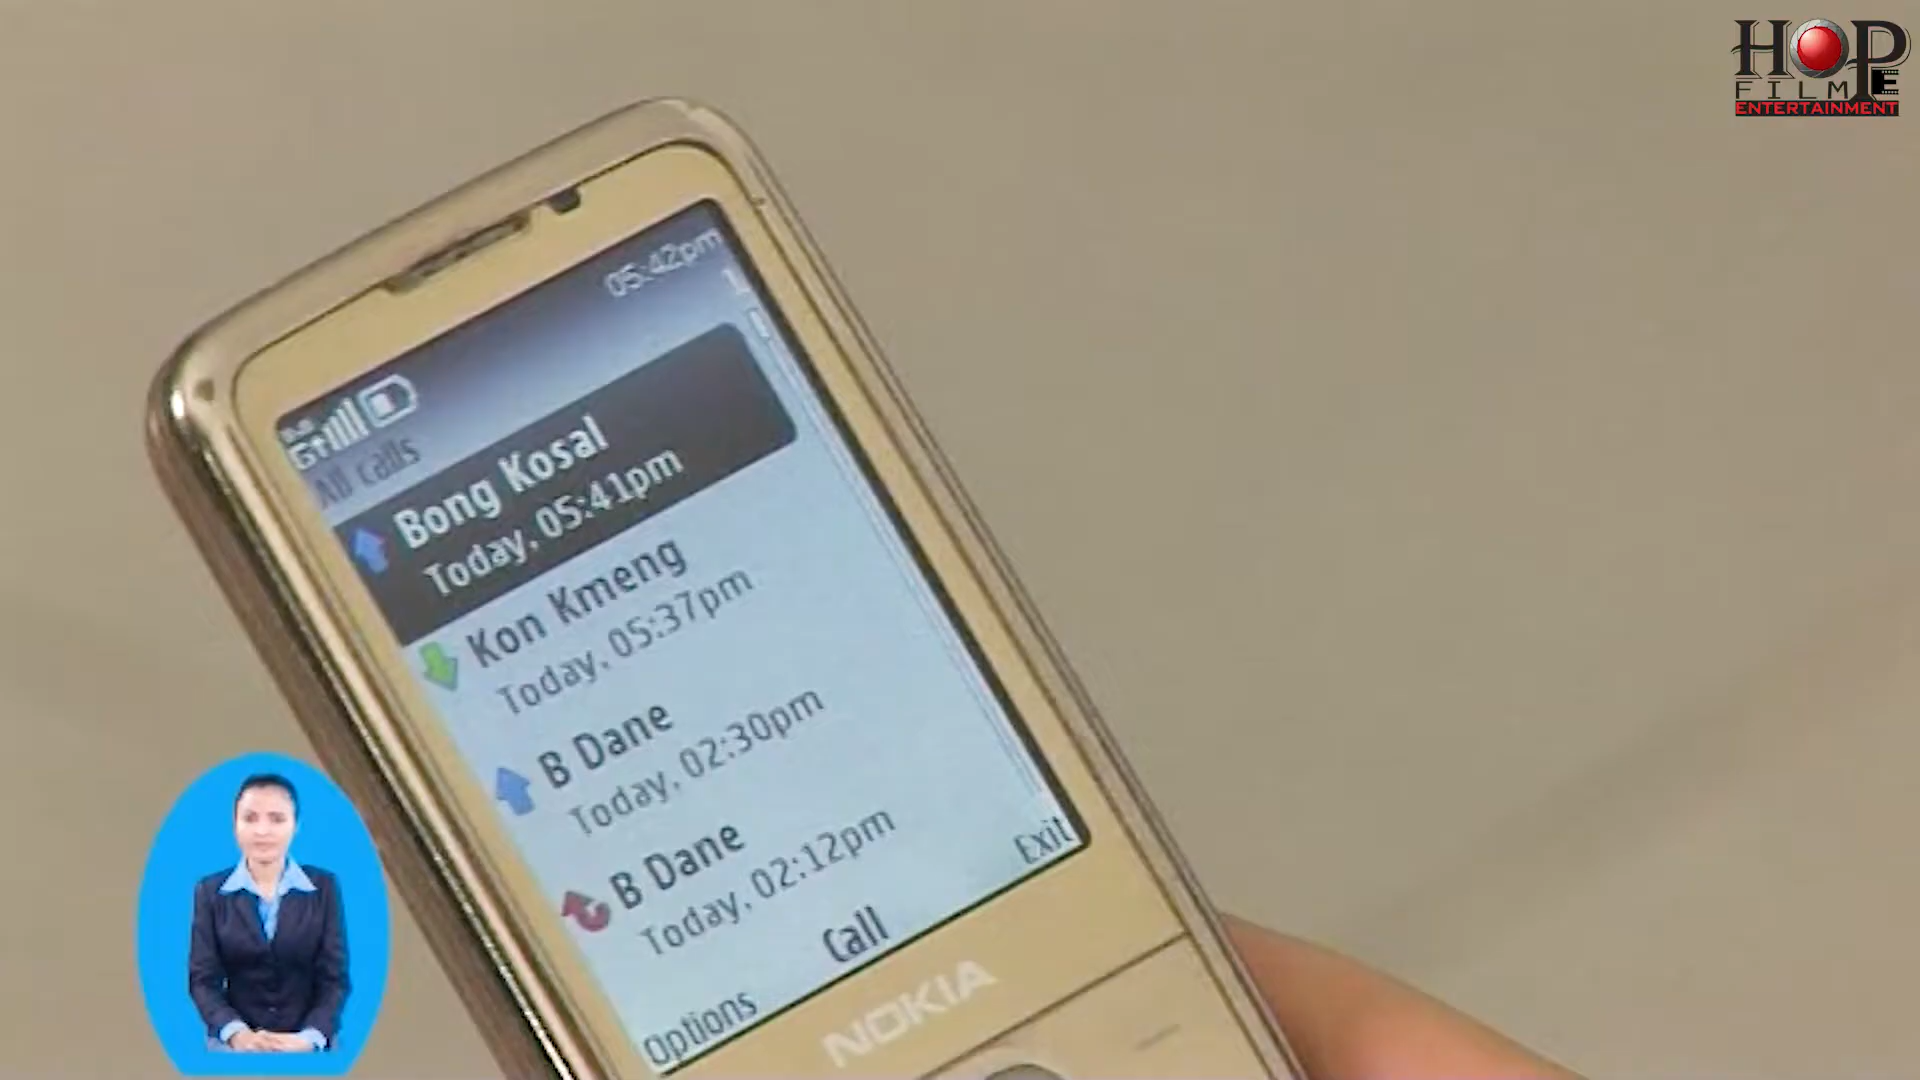 HOPE
FILM
ENTERTAINMENT
05:42pm
All calls
Bong Kosal
Today, 05:41pm
Kon Kmeng
Today, 05:37pm
B Dane
Today, 02:30pm
B Dane
Today, 02:12pm
Options
Call
Exit
NOKIA